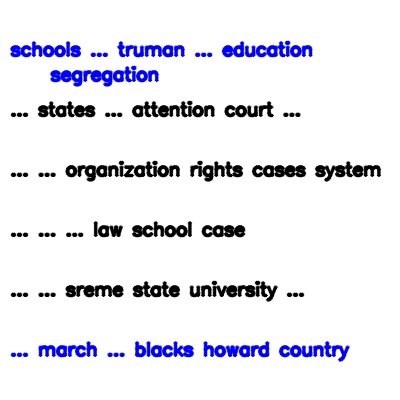 schools ... truman ... education
segregation
... states ... attention court ...
... ... organization rights cases system
... ... ... law school case
... ... sreme state university ...
... march ... blacks howard country